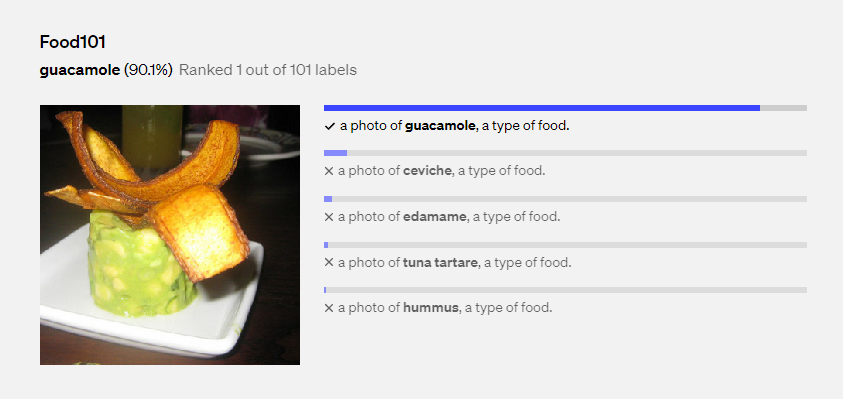 Food101
guacamole (90.1%) Ranked 1 out of 101 labels
✓ a photo of guacamole, a type of food.
× a photo of ceviche, a type of food.
× a photo of edamame, a type of food.
× a photo of tuna tartare, a type of food.
× a photo of hummus, a type of food.